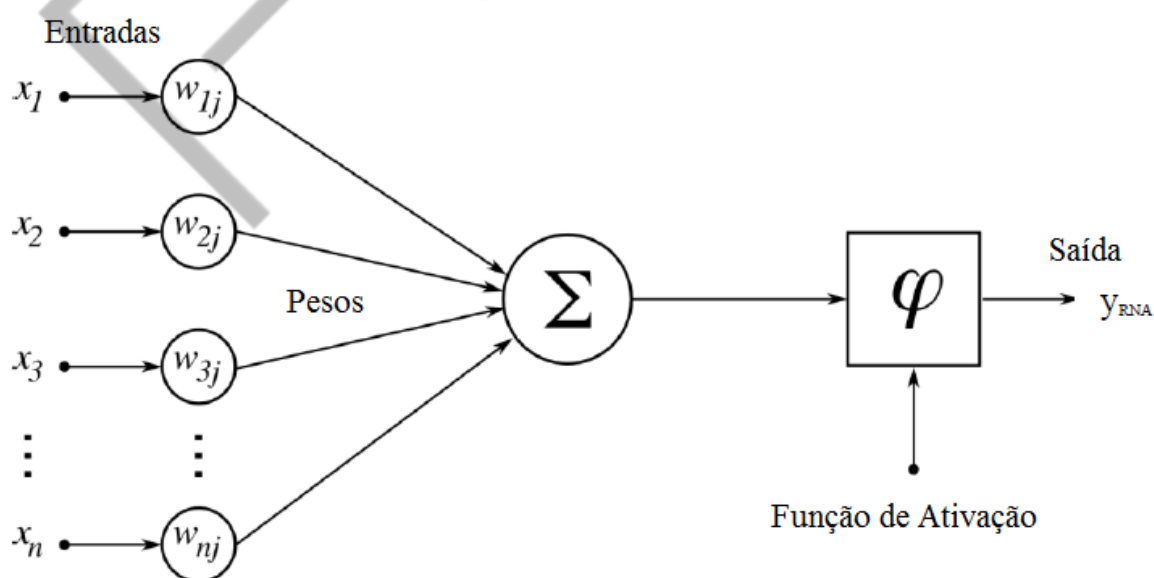 Entradas
x1
w1j
x2
w2j
Pesos
Σ
φ
Saída
yRNA
x3
w3j
⋮ ⋮
Função de Ativação
xn
wnj